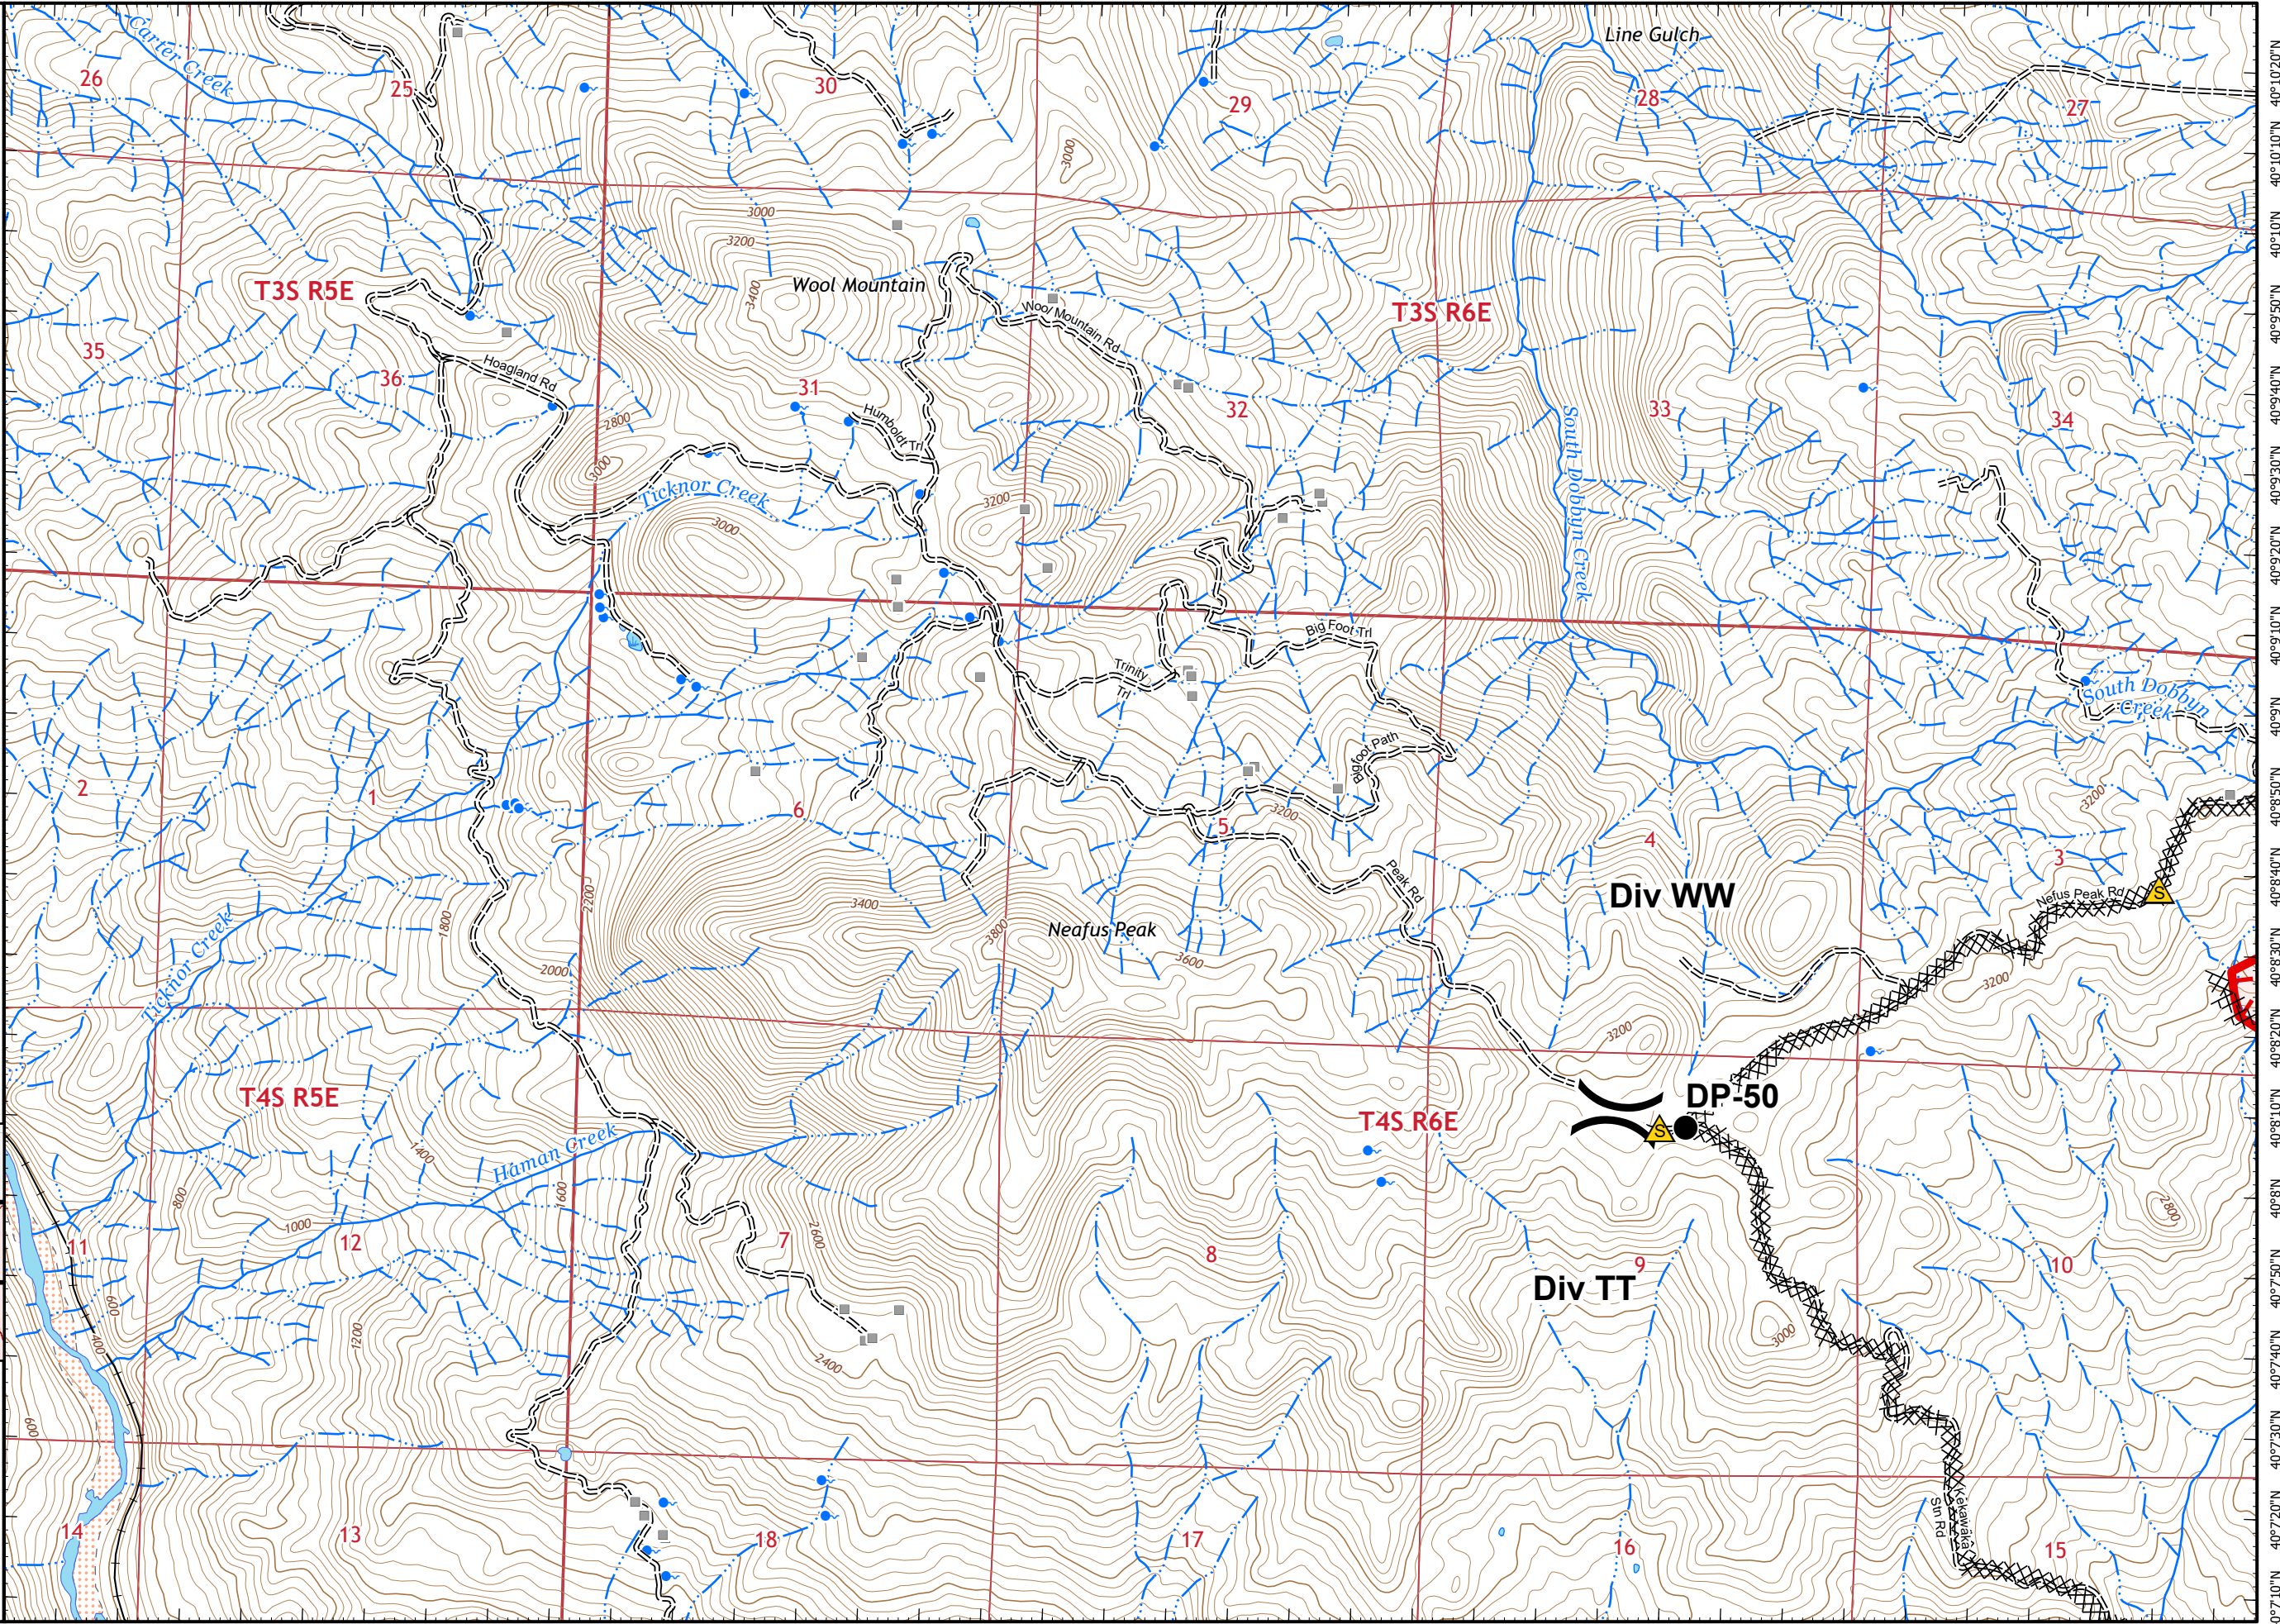 Line Gulch
Carter Creek
26
25
30
29
28
27
3000
3000
3200
3400
Wool Mountain
T3S R5E
T3S R6E
Wool Mountain Rd
35
36
Hoagland Rd
31
32
33
34
2800
Humboldt Trl
3000
Ticknor Creek
3000
3200
South Dobbyn Creek
Big Foot Trl
Trinity
Trl
South Dobbyn
Creek
Bigfoot Path
2
1
6
5
3200
4
3
3200
Peak Rd
Div WW
Nefus Peak Rd
S
2200
3400
1800
3800
Neafus Peak
3600
2000
Ticknor Creek
3200
3200
T4S R5E
DP-50
T4S R6E
S
1400
Haman Creek
800
1600
1000
2800
11
12
7
2600
8
9
10
Div TT
600
400
1200
2400
3000
600
14
13
18
17
16
15
Kekawaka
Stn Rd
40°10'20"N
40°10'10"N
40°10'N
40°9'50"N
40°9'40"N
40°9'30"N
40°9'20"N
40°9'10"N
40°9'N
40°8'50"N
40°8'40"N
40°8'30"N
40°8'20"N
40°8'10"N
40°8'N
40°7'50"N
40°7'40"N
40°7'30"N
40°7'20"N
0°7'10"N